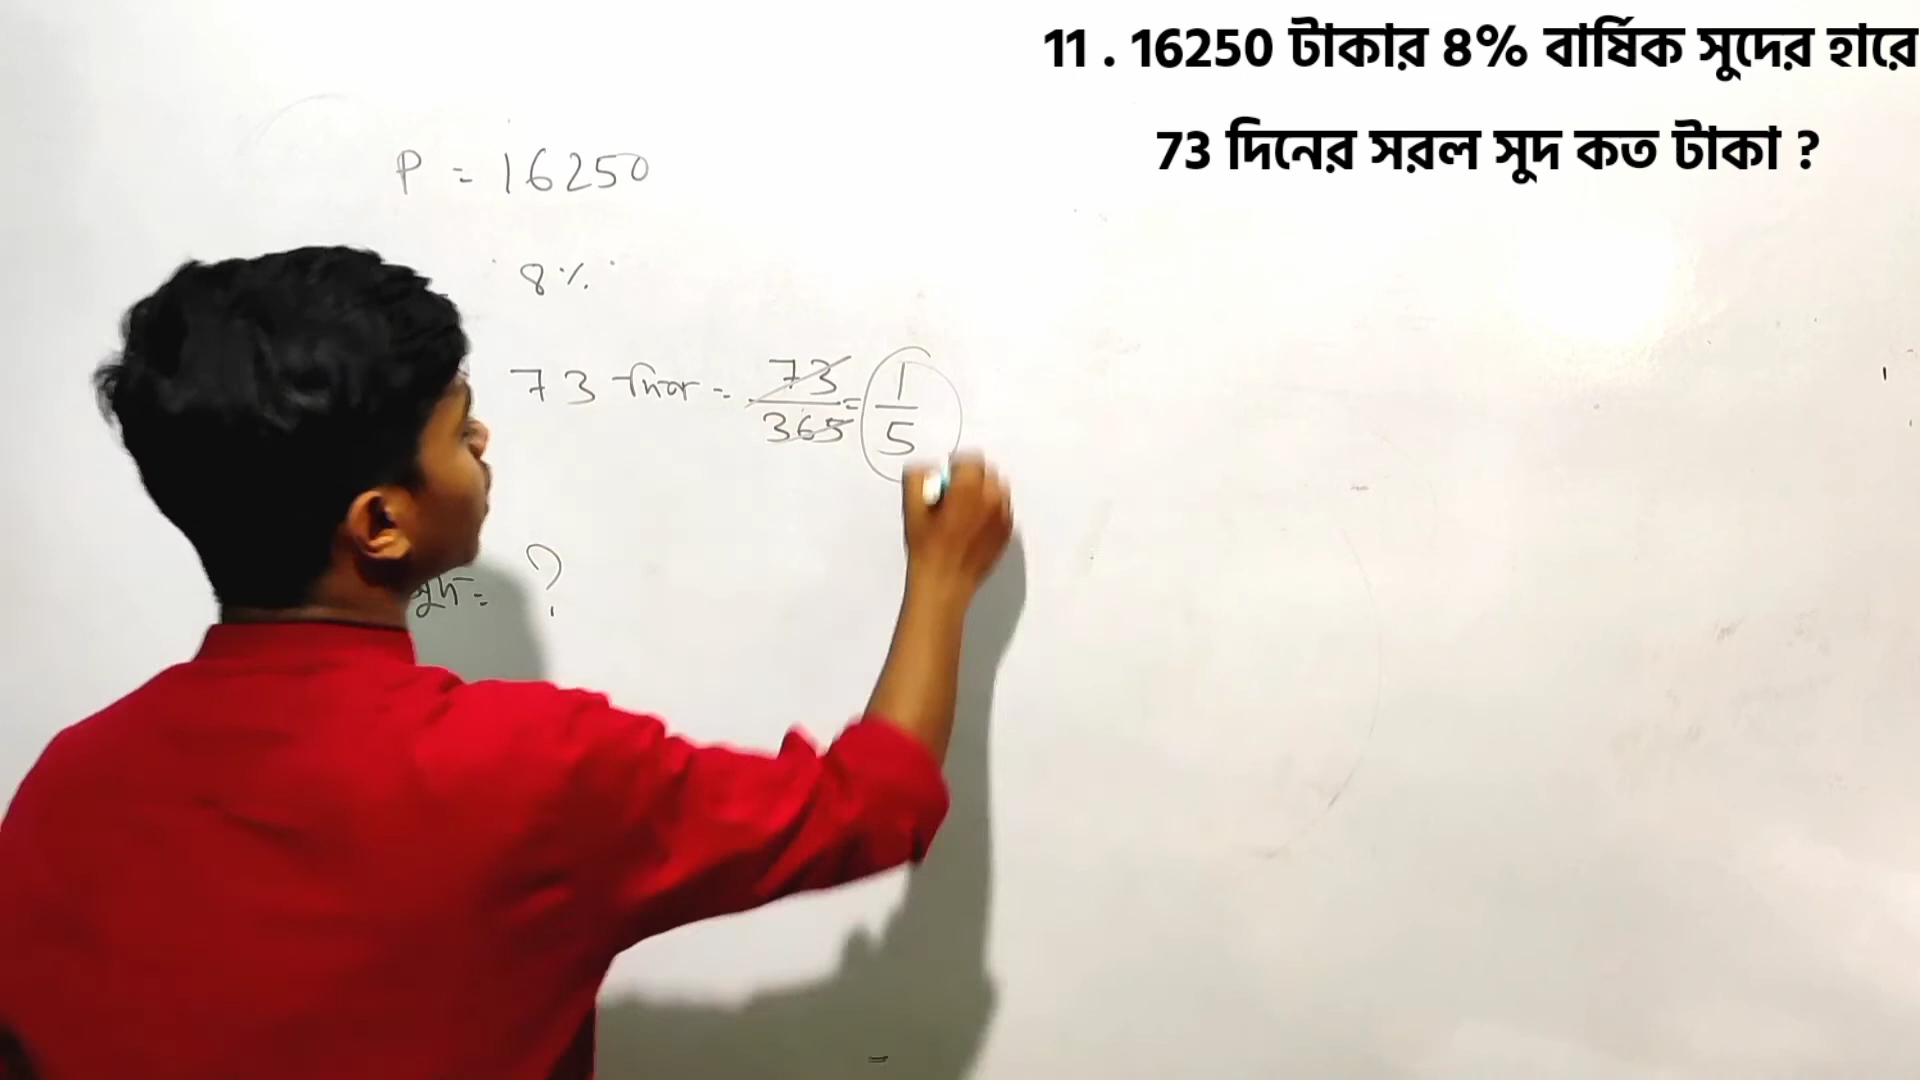 11 . 16250 টাকার 8% বার্ষিক সুদের হারে
73 দিনের সরল সুদ কত টাকা ?
P = 16250
8%
73 দিন = 73/365 = 1/5
সুদ = ?